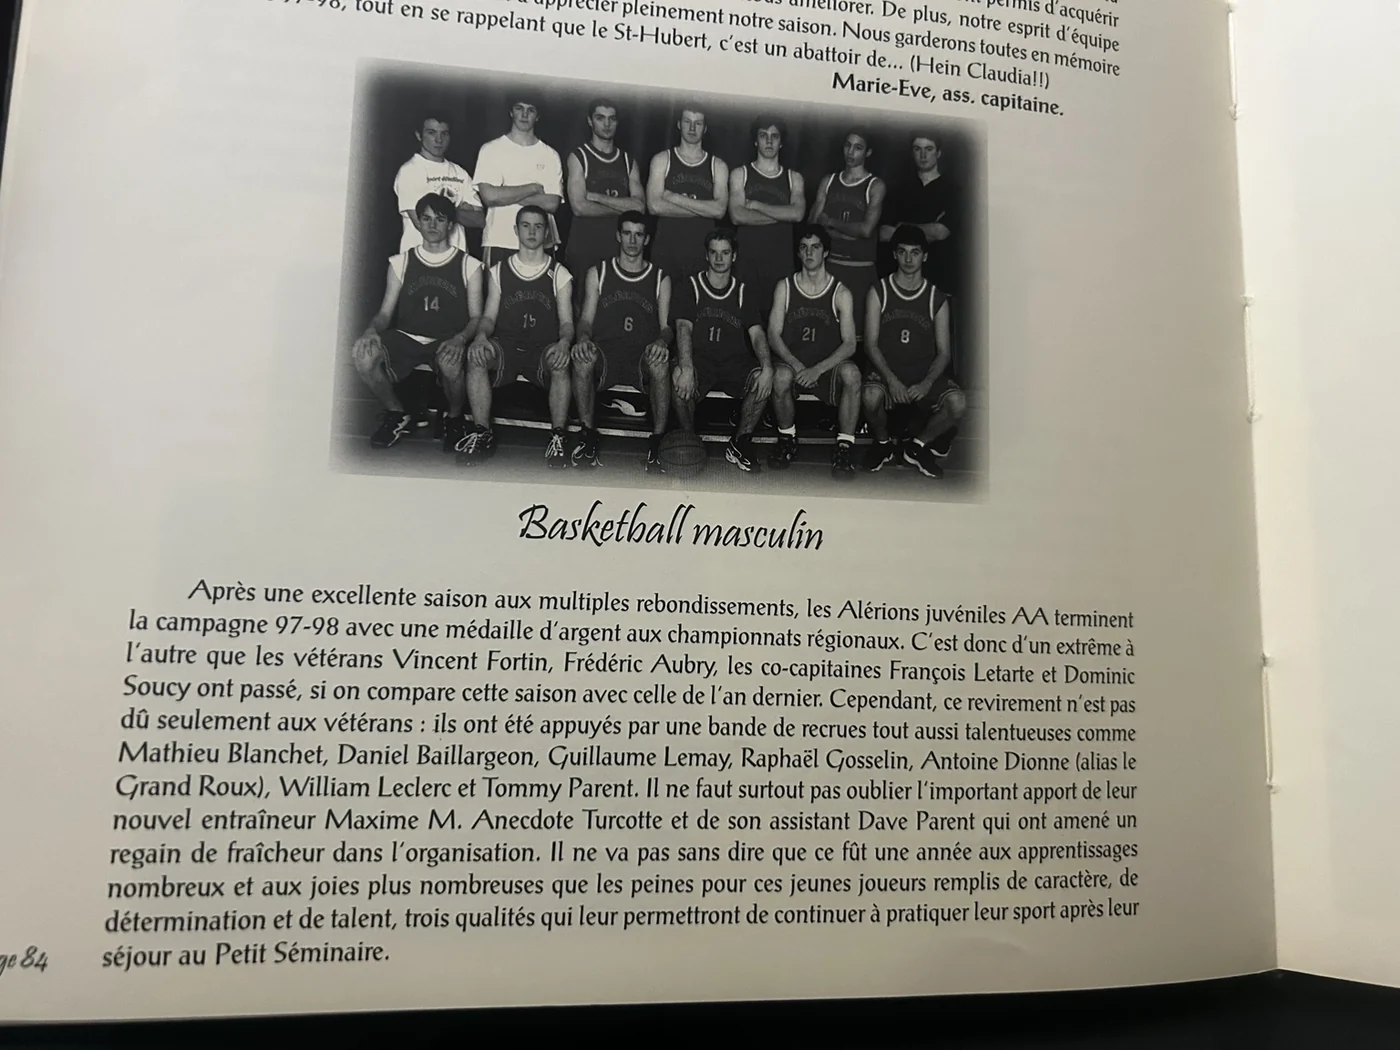 permis d'acquérir
améliorer. De plus, notre esprit d'équipe
apprécier pleinement notre saison. Nous garderons toutes en mémoire
98, tout en se rappelant que le St-Hubert, c'est un abattoir de... (Hein Claudia!!)
Marie-Eve, ass. capitaine.
12
14
15
6
11
21
8
Basketball masculin
Après une excellente saison aux multiples rebondissements, les Alérions juvéniles AA terminent
la campagne 97-98 avec une médaille d'argent aux championnats régionaux. C'est donc d'un extrême à
l'autre que les vétérans Vincent Fortin, Frédéric Aubry, les co-capitaines François Letarte et Dominic
Soucy ont passé, si on compare cette saison avec celle de l'an dernier. Cependant, ce revirement n'est pas
dû seulement aux vétérans : ils ont été appuyés par une bande de recrues tout aussi talentueuses comme
Mathieu Blanchet, Daniel Baillargeon, Guillaume Lemay, Raphaël Gosselin, Antoine Dionne (alias le
Grand Roux), William Leclerc et Tommy Parent. Il ne faut surtout pas oublier l'important apport de leur
nouvel entraîneur Maxime M. Anecdote Turcotte et de son assistant Dave Parent qui ont amené un
regain de fraîcheur dans l'organisation. Il ne va pas sans dire que ce fût une année aux apprentissages
nombreux et aux joies plus nombreuses que les peines pour ces jeunes joueurs remplis de caractère, de
détermination et de talent, trois qualités qui leur permettront de continuer à pratiquer leur sport après leur
séjour au Petit Séminaire.
ge 84